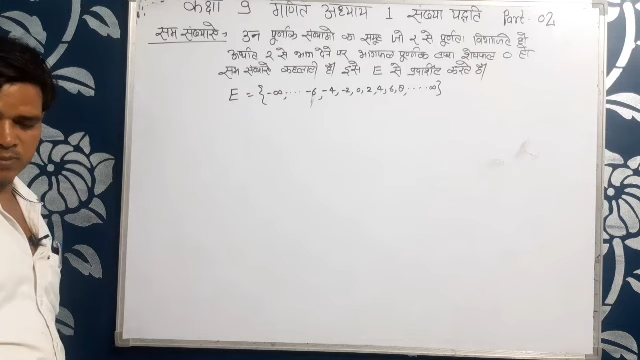 कक्षा 9 गणित अध्याय 1 संख्या पद्दति Part - 02
सम संख्याएँ:- उन पूर्णांक संख्याओं का समूह जो 2 से पूर्णतः विभाजित हो
अर्थात 2 से भाग देने पर भागफल पूर्णांक तथा शेषफल 0 हो
सम संख्याएँ कहलाती हैं। इसे E से प्रदर्शित करते हैं।
E = {-∞, .... -6, -4, -2, 0, 2, 4, 6, 8, .... ∞}